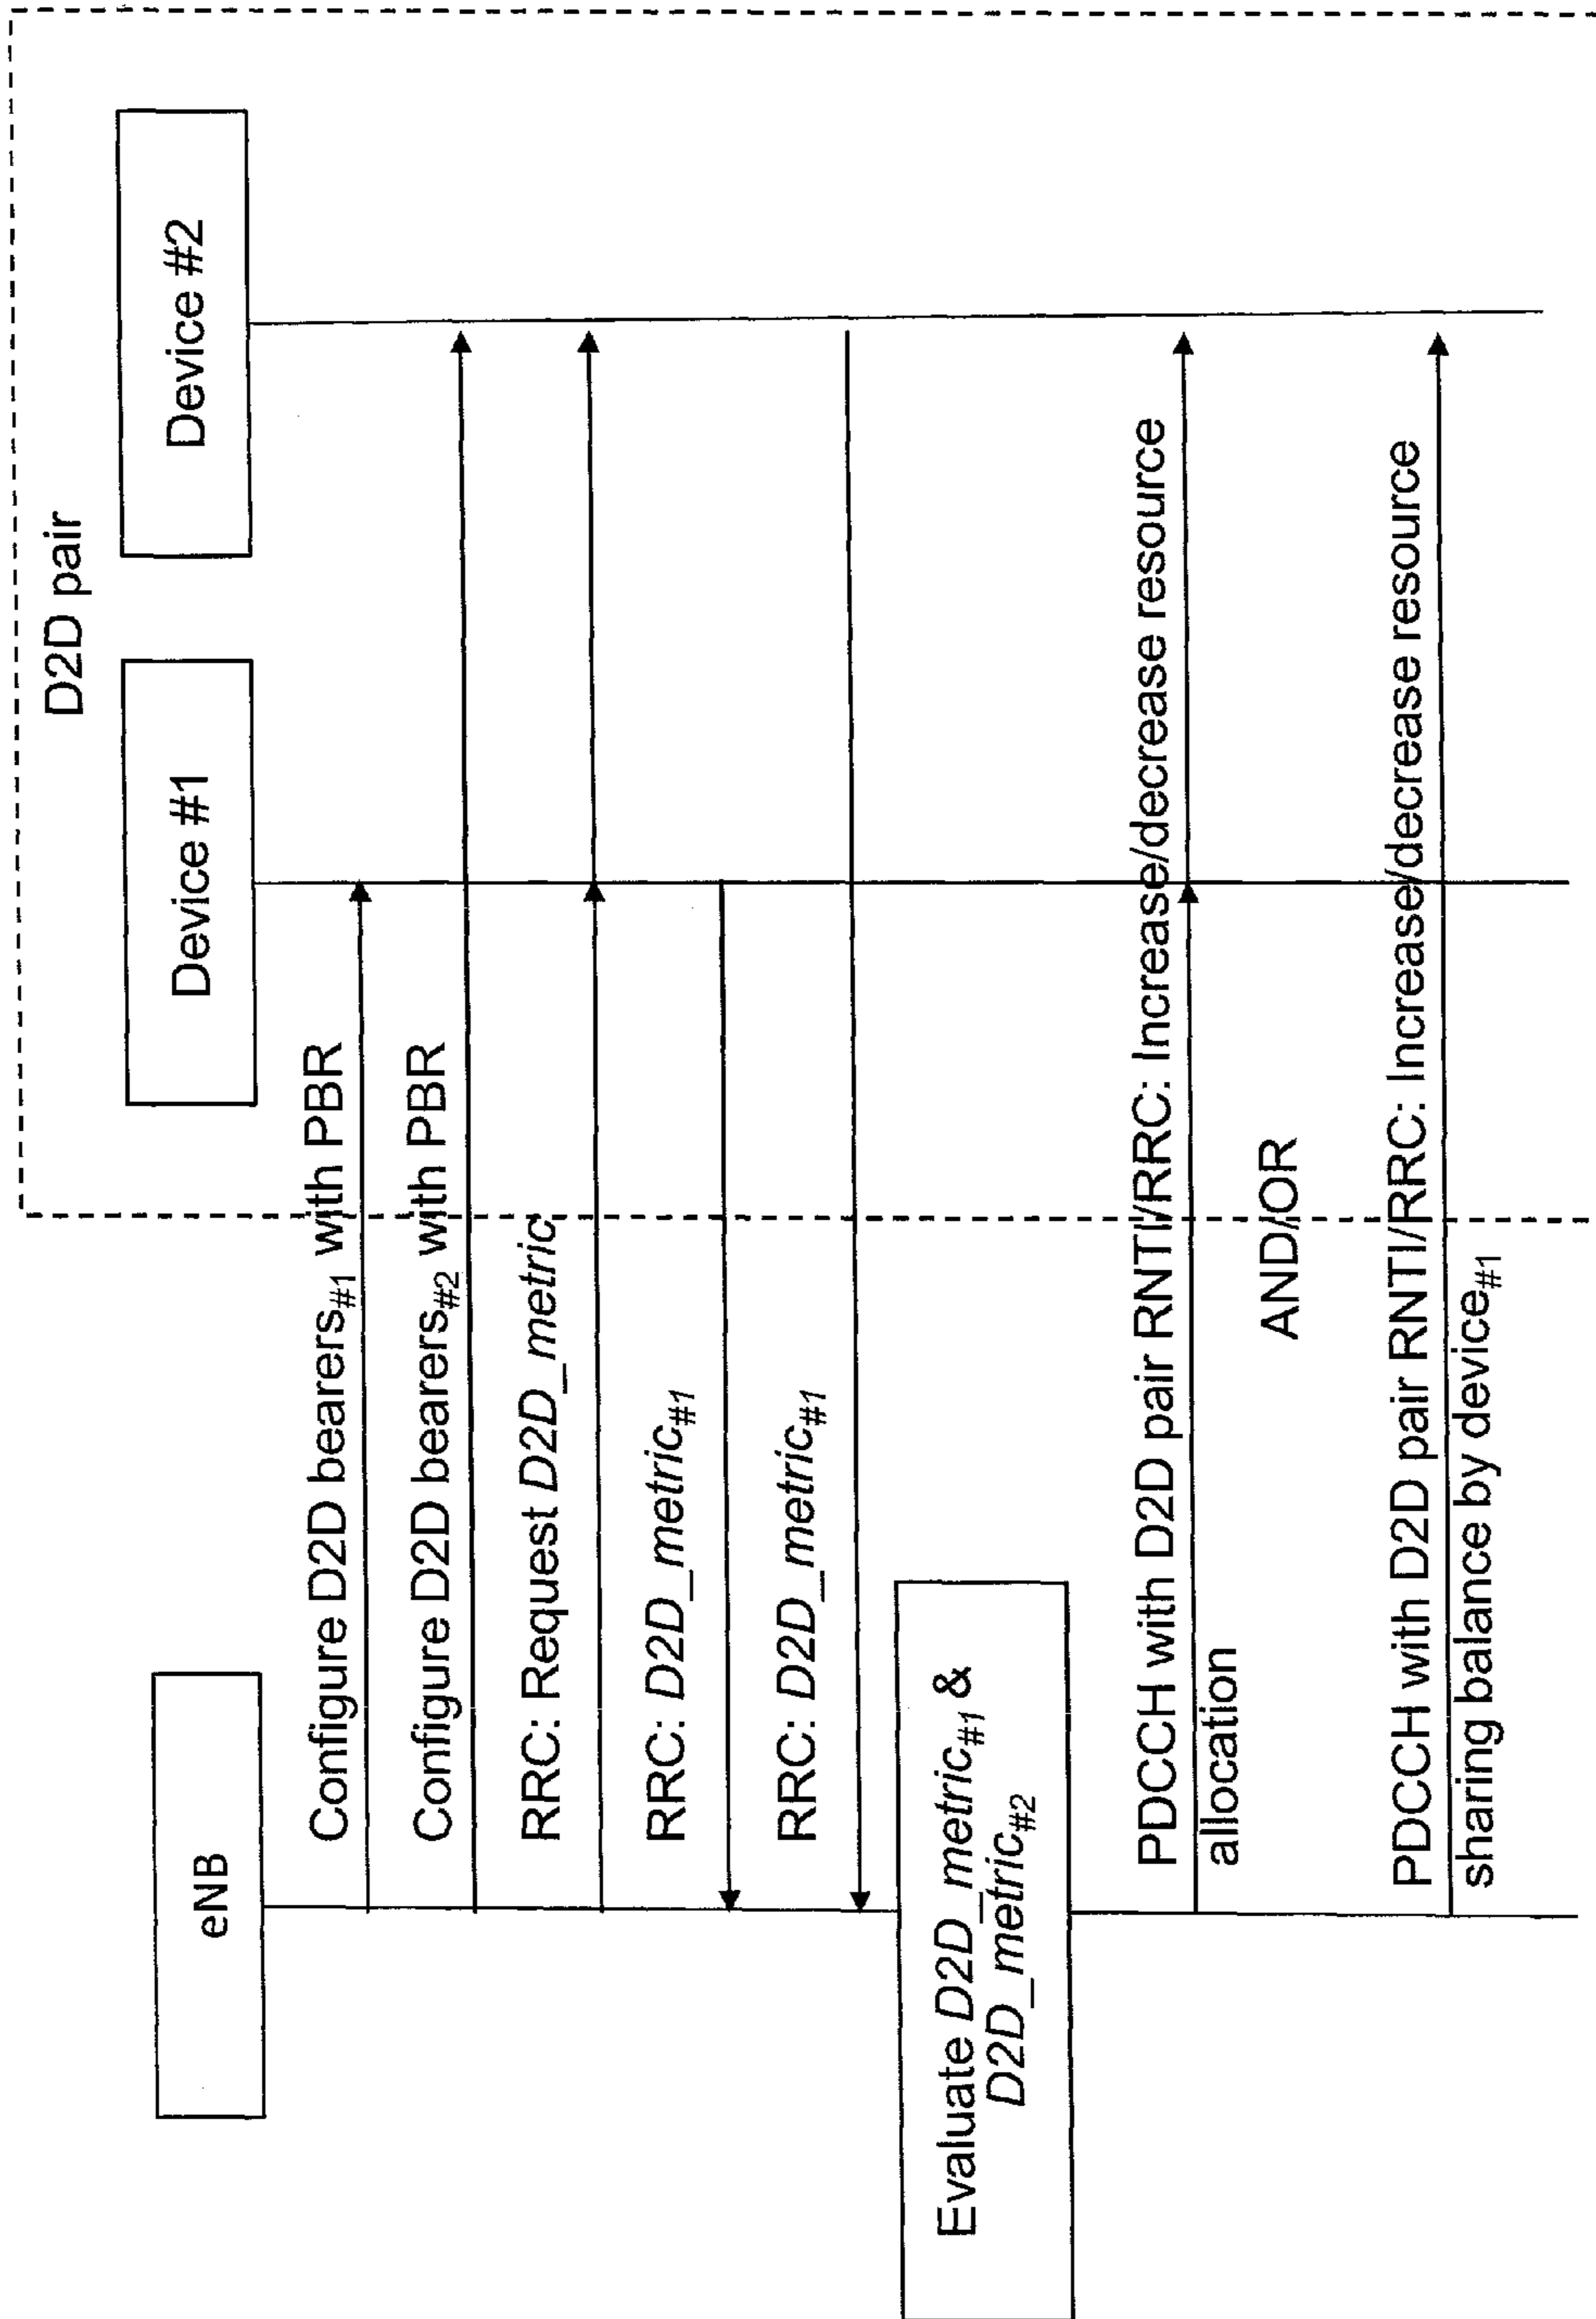 D2D pair
eNB
Device #1
Device #2
Configure D2D bearers#1 with PBR
Configure D2D bearers#2 with PBR
RRC: Request D2D_metric
RRC: D2D_metric#1
RRC: D2D_metric#1
Evaluate D2D_metric#1 &
D2D_metric#2
PDCCH with D2D pair RNTI/RRC: Increase/decrease resource
allocation
AND/OR
PDCCH with D2D pair RNTI/RRC: Increase/decrease resource
sharing balance by device#1